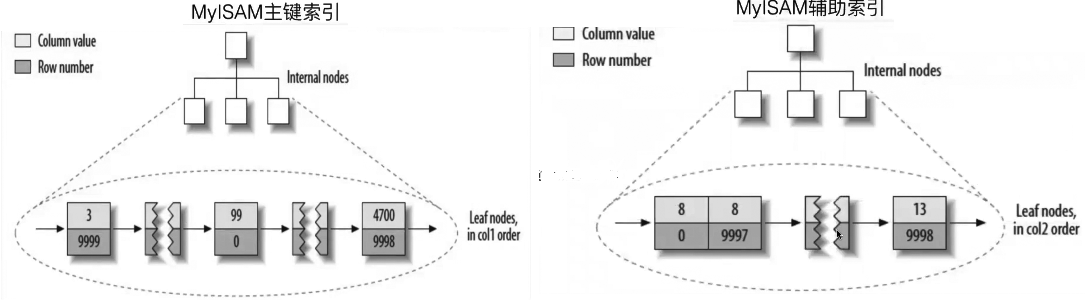 MyISAM主键索引
Column value
Row number
Internal nodes
3
99
4700
9999
0
9998
Leaf nodes,
in col1 order
MyISAM辅助索引
Column value
Row number
Internal nodes
8 8
13
0 9997
9998
Leaf nodes,
in col2 order